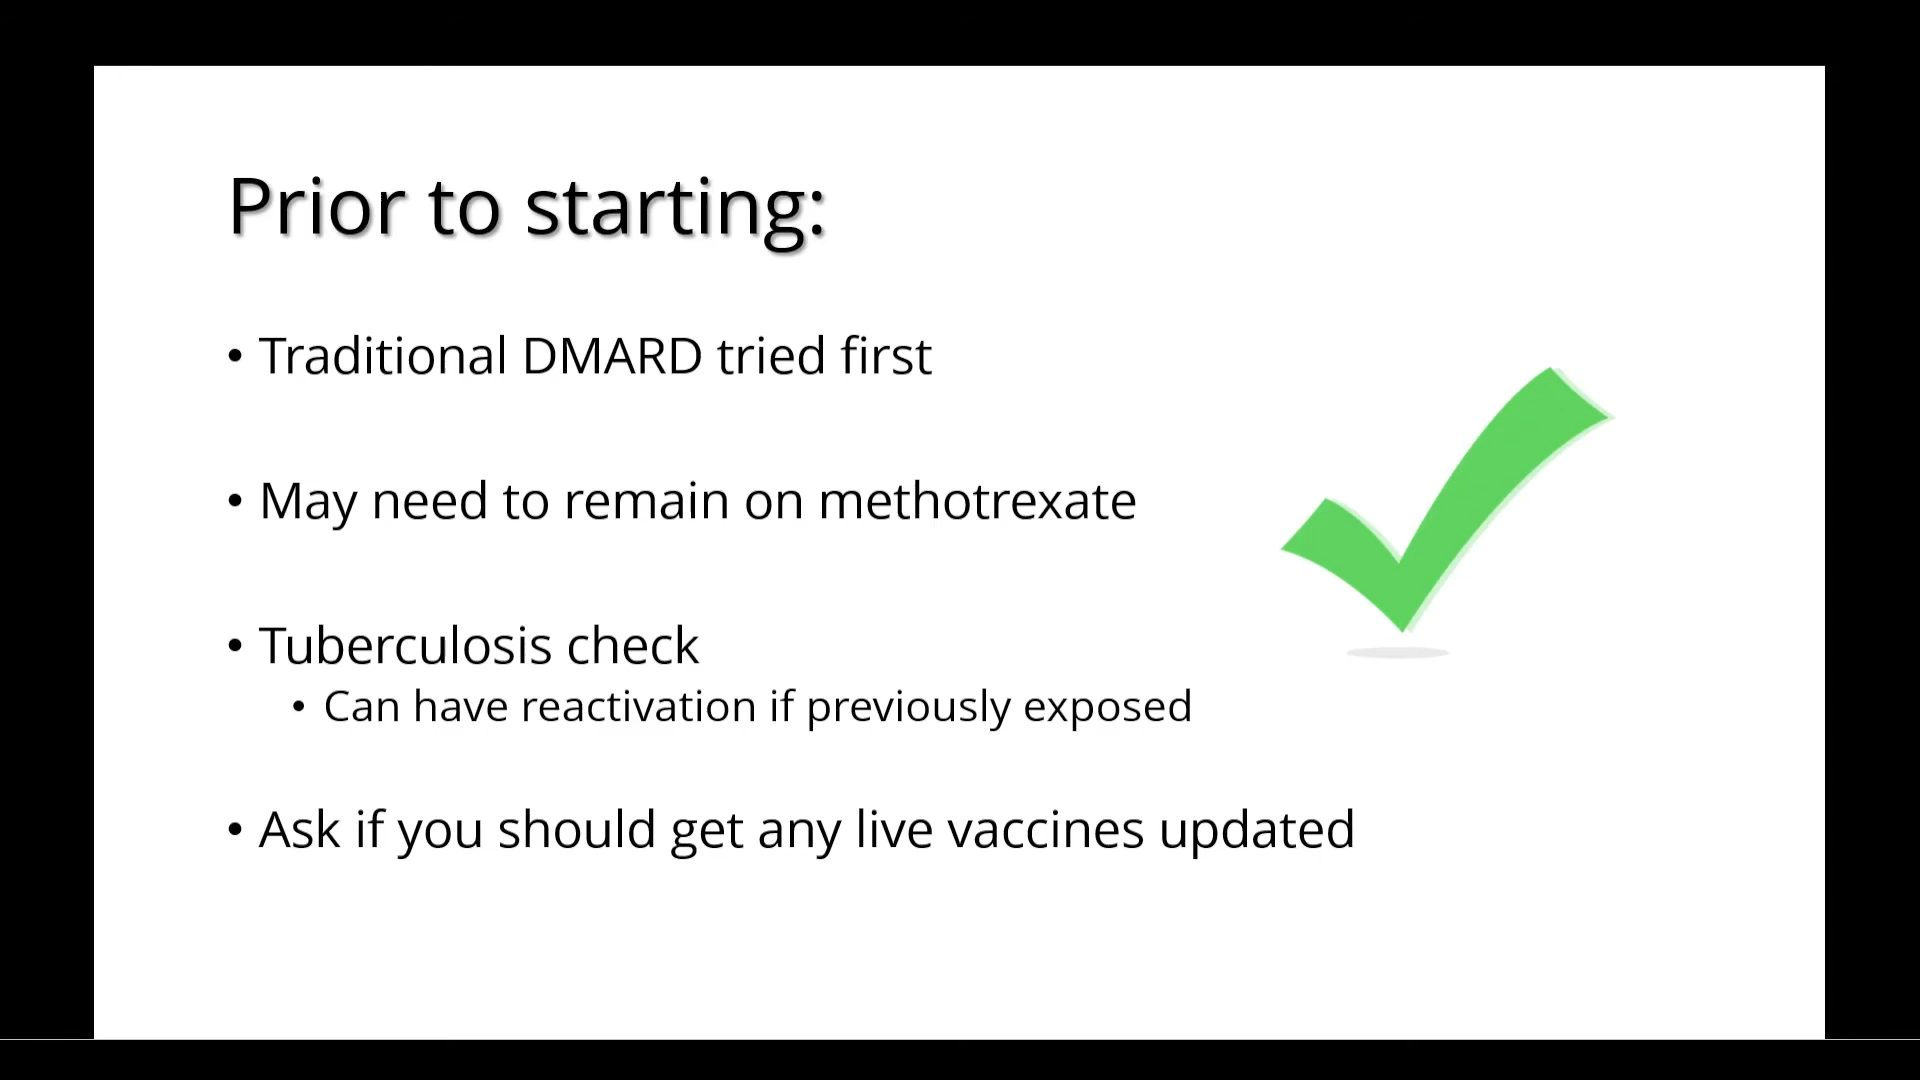 Prior to starting:
• Traditional DMARD tried first
• May need to remain on methotrexate
• Tuberculosis check
• Can have reactivation if previously exposed
• Ask if you should get any live vaccines updated